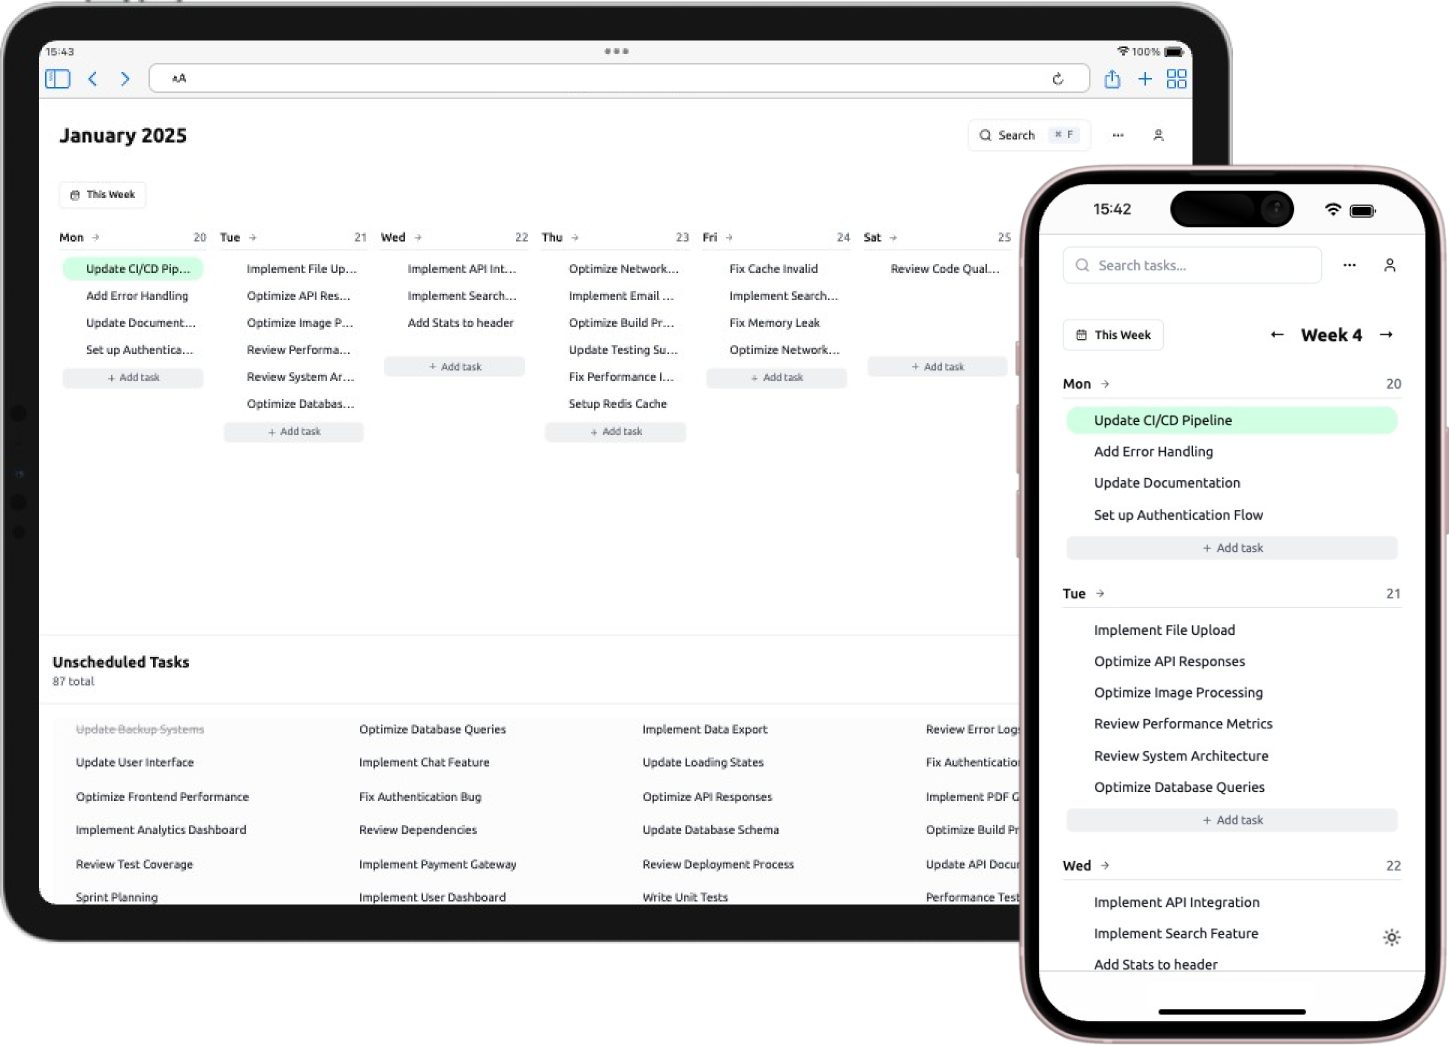 15:43
100%
AA
January 2025
Search ⌘ F
This Week
Mon → 20
Update CI/CD Pip...
Add Error Handling
Update Document...
Set up Authentica...
+ Add task
Tue → 21
Implement File Up...
Optimize API Res...
Optimize Image P...
Review Performa...
Review System Ar...
Optimize Databas...
+ Add task
Wed → 22
Implement API Int...
Implement Search...
Add Stats to header
+ Add task
Thu → 23
Optimize Network...
Implement Email ...
Optimize Build Pr...
Update Testing Su...
Fix Performance I...
Setup Redis Cache
+ Add task
Fri → 24
Fix Cache Invalid
Implement Search...
Fix Memory Leak
Optimize Network...
+ Add task
Sat → 25
Review Code Qual...
+ Add task
Unscheduled Tasks
87 total
Update Backup Systems
Update User Interface
Optimize Frontend Performance
Implement Analytics Dashboard
Review Test Coverage
Sprint Planning
Optimize Database Queries
Implement Chat Feature
Fix Authentication Bug
Review Dependencies
Implement Payment Gateway
Implement User Dashboard
Implement Data Export
Update Loading States
Optimize API Responses
Update Database Schema
Review Deployment Process
Write Unit Tests
Review Error Logs
Fix Authentication
Implement PDF G
Optimize Build Pr
Update API Docu
Performance Test
15:42
Search tasks...
This Week
← Week 4 →
Mon → 20
Update CI/CD Pipeline
Add Error Handling
Update Documentation
Set up Authentication Flow
+ Add task
Tue → 21
Implement File Upload
Optimize API Responses
Optimize Image Processing
Review Performance Metrics
Review System Architecture
Optimize Database Queries
+ Add task
Wed → 22
Implement API Integration
Implement Search Feature
Add Stats to header